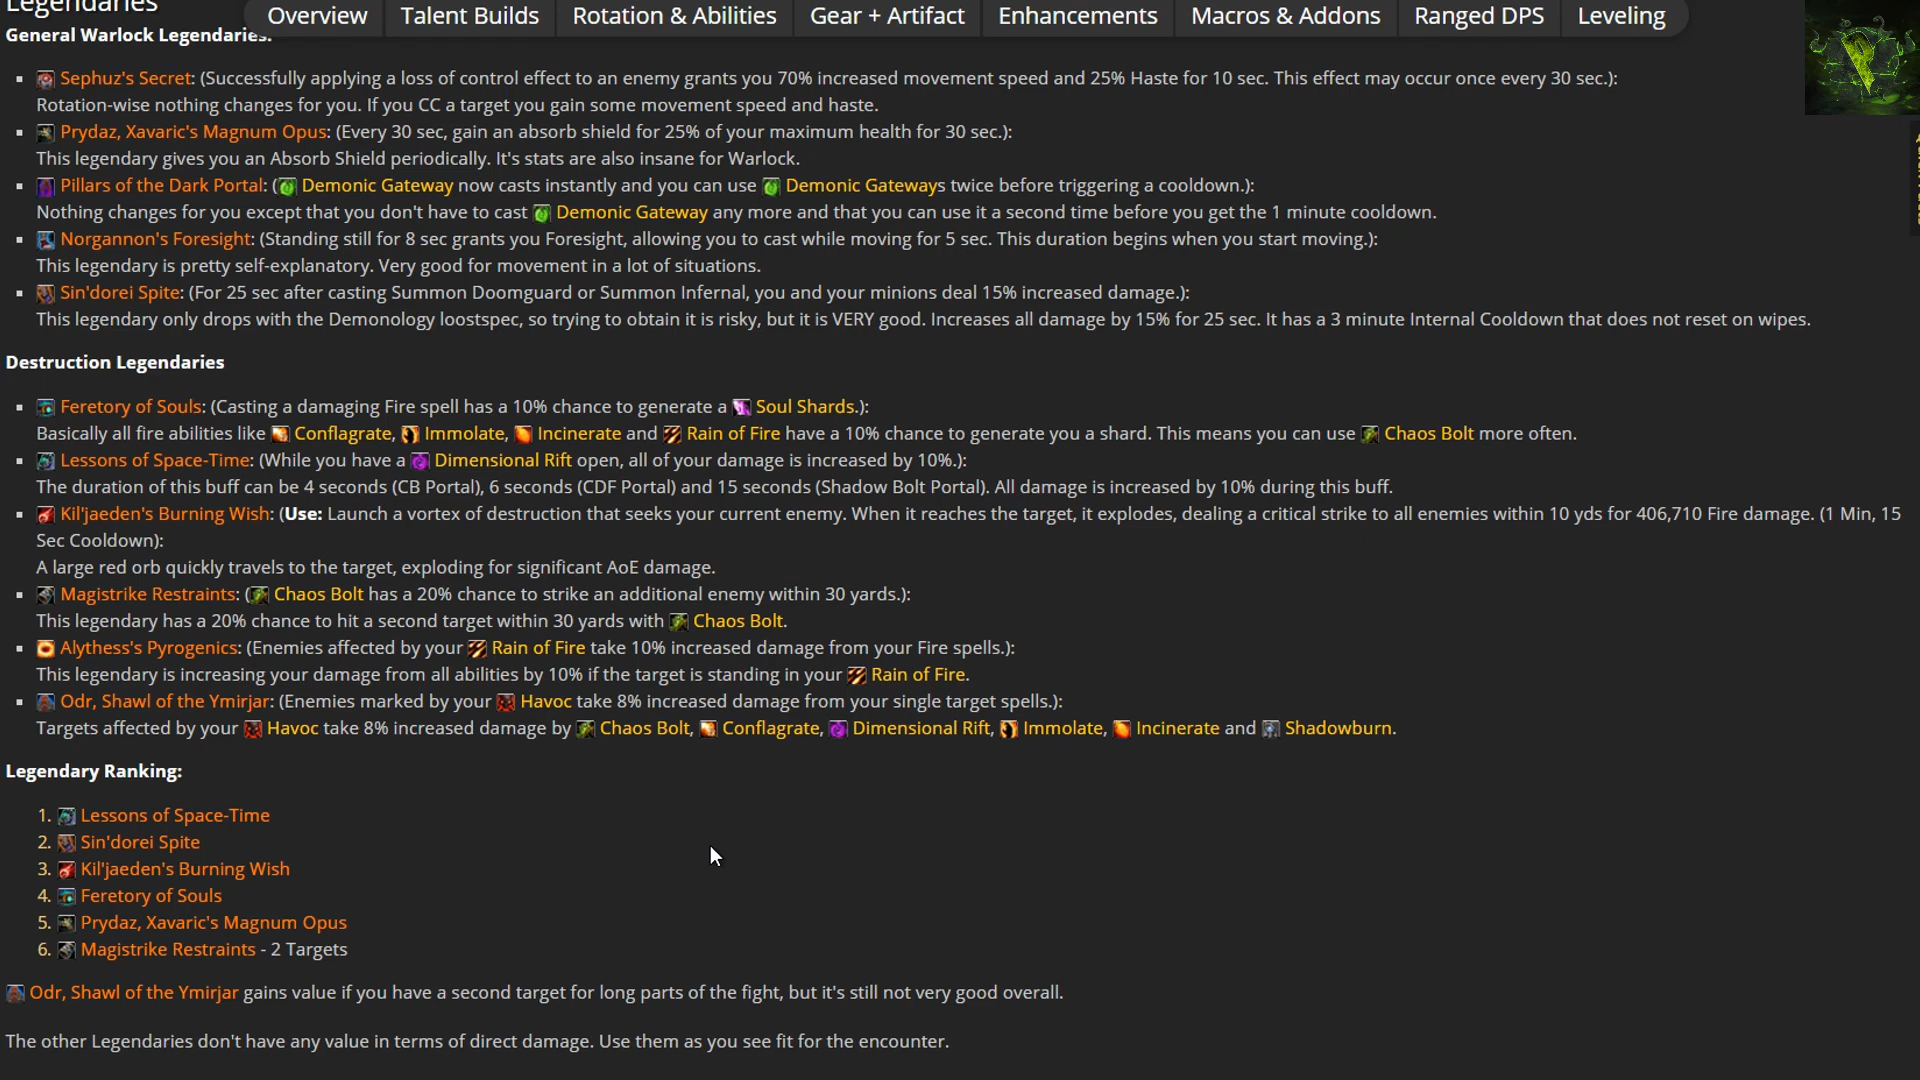 Legendaries
Overview Talent Builds Rotation & Abilities Gear + Artifact Enhancements Macros & Addons Ranged DPS Leveling
General Warlock Legendaries:
Sephuz's Secret: (Successfully applying a loss of control effect to an enemy grants you 70% increased movement speed and 25% Haste for 10 sec. This effect may occur once every 30 sec.):
Rotation-wise nothing changes for you. If you CC a target you gain some movement speed and haste.
Prydaz, Xavaric's Magnum Opus: (Every 30 sec, gain an absorb shield for 25% of your maximum health for 30 sec.):
This legendary gives you an Absorb Shield periodically. It's stats are also insane for Warlock.
Pillars of the Dark Portal: (Demonic Gateway now casts instantly and you can use Demonic Gateways twice before triggering a cooldown.):
Nothing changes for you except that you don't have to cast Demonic Gateway any more and that you can use it a second time before you get the 1 minute cooldown.
Norgannon's Foresight: (Standing still for 8 sec grants you Foresight, allowing you to cast while moving for 5 sec. This duration begins when you start moving.):
This legendary is pretty self-explanatory. Very good for movement in a lot of situations.
Sin'dorei Spite: (For 25 sec after casting Summon Doomguard or Summon Infernal, you and your minions deal 15% increased damage.):
This legendary only drops with the Demonology loostspec, so trying to obtain it is risky, but it is VERY good. Increases all damage by 15% for 25 sec. It has a 3 minute Internal Cooldown that does not reset on wipes.
Destruction Legendaries
Feretory of Souls: (Casting a damaging Fire spell has a 10% chance to generate a Soul Shards.):
Basically all fire abilities like Conflagrate, Immolate, Incinerate and Rain of Fire have a 10% chance to generate you a shard. This means you can use Chaos Bolt more often.
Lessons of Space-Time: (While you have a Dimensional Rift open, all of your damage is increased by 10%.):
The duration of this buff can be 4 seconds (CB Portal), 6 seconds (CDF Portal) and 15 seconds (Shadow Bolt Portal). All damage is increased by 10% during this buff.
Kil'jaeden's Burning Wish: (Use: Launch a vortex of destruction that seeks your current enemy. When it reaches the target, it explodes, dealing a critical strike to all enemies within 10 yds for 406,710 Fire damage. (1 Min, 15
Sec Cooldown):
A large red orb quickly travels to the target, exploding for significant AoE damage.
Magistrike Restraints: (Chaos Bolt has a 20% chance to strike an additional enemy within 30 yards.):
This legendary has a 20% chance to hit a second target within 30 yards with Chaos Bolt.
Alythess's Pyrogenics: (Enemies affected by your Rain of Fire take 10% increased damage from your Fire spells.):
This legendary is increasing your damage from all abilities by 10% if the target is standing in your Rain of Fire.
Odr, Shawl of the Ymirjar: (Enemies marked by your Havoc take 8% increased damage from your single target spells.):
Targets affected by your Havoc take 8% increased damage by Chaos Bolt, Conflagrate, Dimensional Rift, Immolate, Incinerate and Shadowburn.
Legendary Ranking:
1. Lessons of Space-Time
2. Sin'dorei Spite
3. Kil'jaeden's Burning Wish
4. Feretory of Souls
5. Prydaz, Xavaric's Magnum Opus
6. Magistrike Restraints - 2 Targets
Odr, Shawl of the Ymirjar gains value if you have a second target for long parts of the fight, but it's still not very good overall.
The other Legendaries don't have any value in terms of direct damage. Use them as you see fit for the encounter.